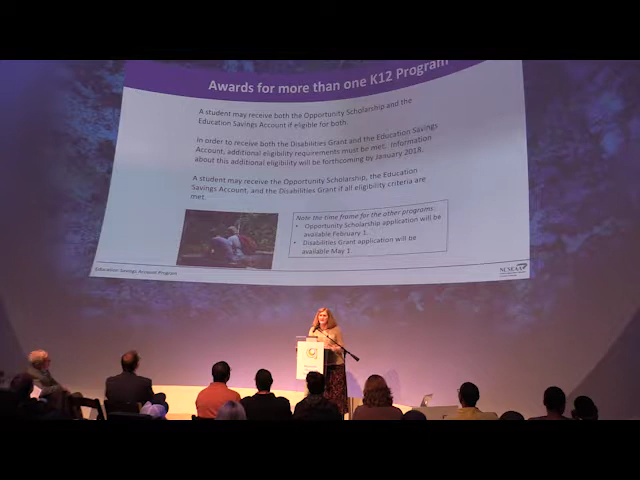 Awards for more than one K12 Program
A student may receive both the Opportunity Scholarship and the
Education Savings Account if eligible for both.
In order to receive both the Disabilities Grant and the Education Savings
Account, additional eligibility requirements must be met. Information
about this additional eligibility will be forthcoming by January 2018.
A student may receive the Opportunity Scholarship, the Education
Savings Account, and the Disabilities Grant if all eligibility criteria are
met.
Note the time frame for the other programs:
• Opportunity Scholarship application will be
available February 1.
• Disabilities Grant application will be
available May 1
Education Savings Account Program
NCSEAA